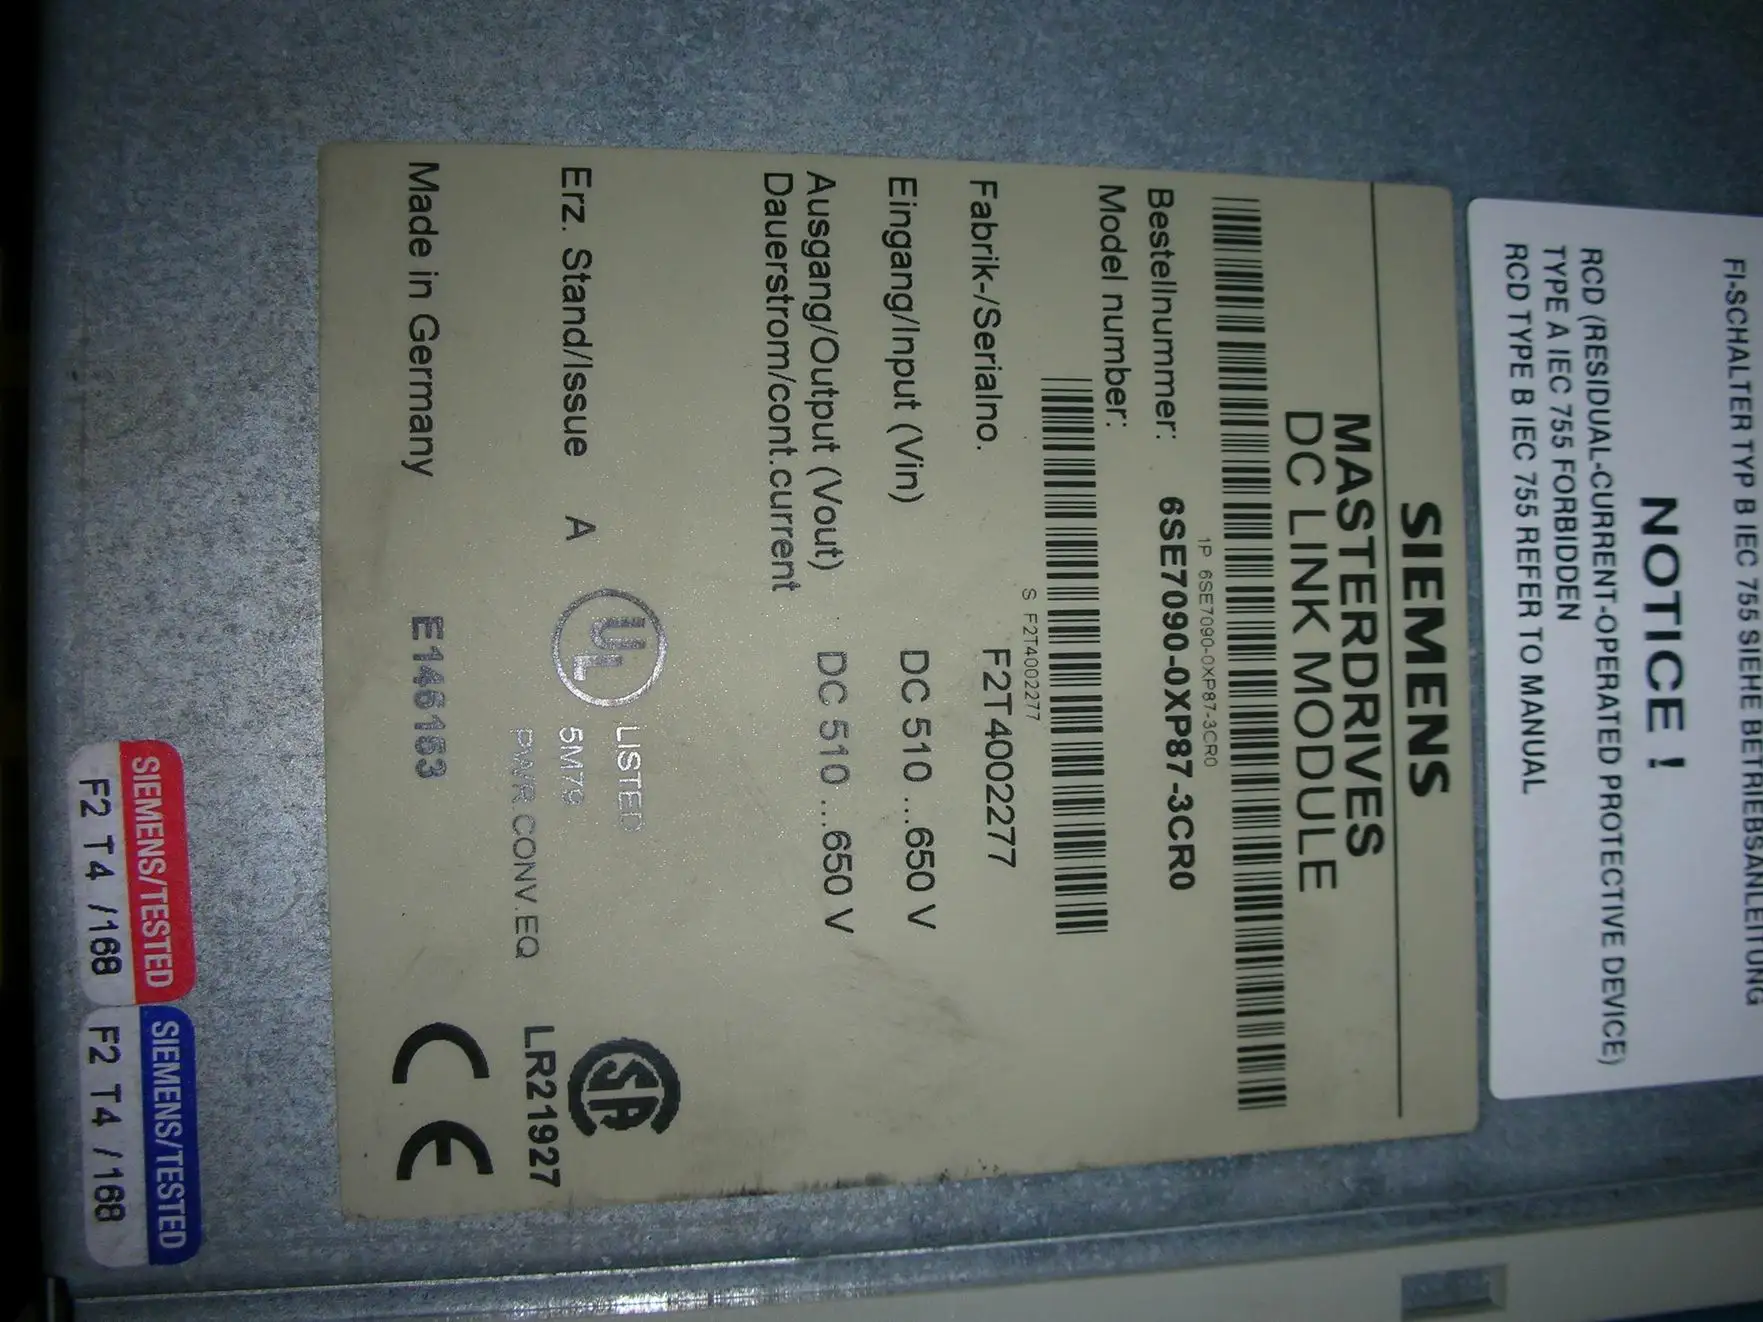 FI-SCHALTER TYP B IEC 755 SIEHE BETRIEBSANLEITUNG
NOTICE !
RCD (RESIDUAL-CURRENT-OPERATED PROTECTIVE DEVICE)
TYPE A IEC 755 FORBIDDEN
RCD TYPE B IEC 755 REFER TO MANUAL
SIEMENS
MASTERDRIVES
DC LINK MODULE
1P 6SE7090-0XP87-3CR0
Bestellnummer: 6SE7090-0XP87-3CR0
Model number:
S F2T4002277
Fabrik-/Serialno. F2T4002277
Eingang/Input (Vin) DC 510 ...650 V
Ausgang/Output (Vout) DC 510 ...650 V
Dauerstrom/cont.current
Erz. Stand/Issue A
UL LISTED
5M79
PWR.CONV.EQ
SA
LR21927
Made in Germany E146163
CE
SIEMENS/TESTED
F2 T4 /168
SIEMENS/TESTED
F2 T4 /168